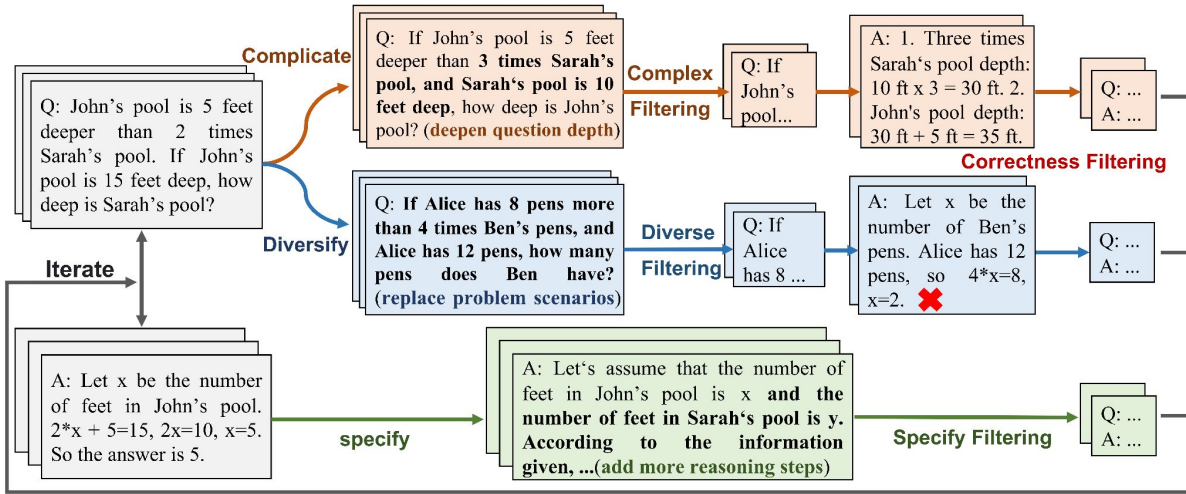 Complicate
Q: If John's pool is 5 feet
deeper than 3 times Sarah's
pool, and Sarah‘s pool is 10
feet deep, how deep is John's
pool? (deepen question depth)
Complex
Filtering
Q: If
John's
pool...
A: 1. Three times
Sarah's pool depth:
10 ft x 3 = 30 ft. 2.
John's pool depth:
30 ft + 5 ft = 35 ft.
Q: ...
A: ...
Correctness Filtering
Q: John's pool is 5 feet
deeper than 2 times
Sarah's pool. If John's
pool is 15 feet deep, how
deep is Sarah's pool?
Diversify
Q: If Alice has 8 pens more
than 4 times Ben's pens, and
Alice has 12 pens, how many
pens does Ben have?
(replace problem scenarios)
Diverse
Filtering
Q: If
Alice
has 8 ...
A: Let x be the
number of Ben's
pens. Alice has 12
pens, so 4*x=8,
x=2.
Q: ...
A: ...
Iterate
A: Let x be the number
of feet in John's pool.
2*x + 5=15, 2x=10, x=5.
So the answer is 5.
specify
A: Let‘s assume that the number of
feet in John's pool is x and the
number of feet in Sarah‘s pool is y.
According to the information
given, ...(add more reasoning steps)
Specify Filtering
Q: ...
A: ...